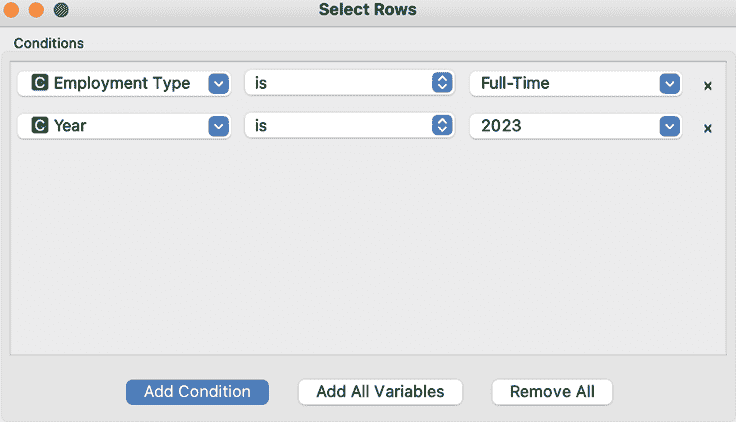 Select Rows
Conditions
C Employment Type is Full-Time x
C Year is 2023 x
Add Condition Add All Variables Remove All